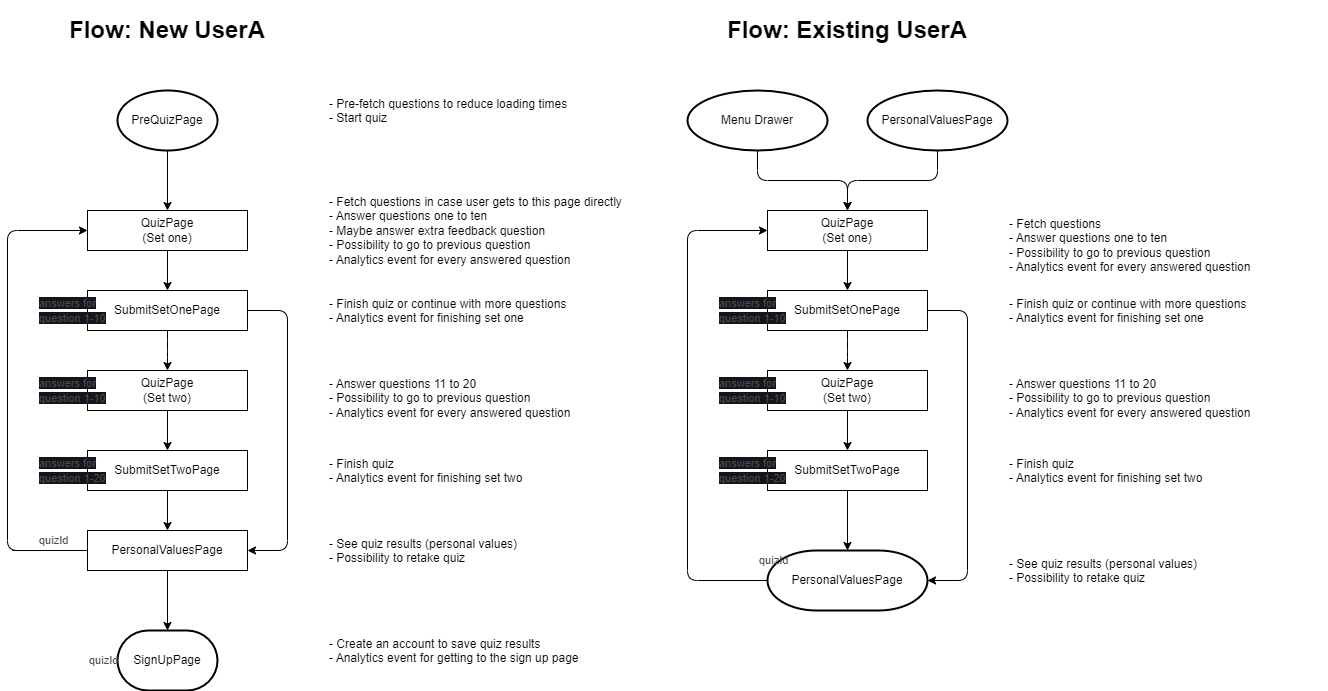 Flow: New UserA
PreQuizPage
- Pre-fetch questions to reduce loading times
- Start quiz
QuizPage
(Set one)
- Fetch questions in case user gets to this page directly
- Answer questions one to ten
- Maybe answer extra feedback question
- Possibility to go to previous question
- Analytics event for every answered question
answers for
question 1-10
SubmitSetOnePage
- Finish quiz or continue with more questions
- Analytics event for finishing set one
answers for
question 1-10
QuizPage
(Set two)
- Answer questions 11 to 20
- Possibility to go to previous question
- Analytics event for every answered question
answers for
question 1-20
SubmitSetTwoPage
- Finish quiz
- Analytics event for finishing set two
quizId
PersonalValuesPage
- See quiz results (personal values)
- Possibility to retake quiz
quizId
SignUpPage
- Create an account to save quiz results
- Analytics event for getting to the sign up page
Flow: Existing UserA
Menu Drawer
PersonalValuesPage
QuizPage
(Set one)
- Fetch questions
- Answer questions one to ten
- Possibility to go to previous question
- Analytics event for every answered question
answers for
question 1-10
SubmitSetOnePage
- Finish quiz or continue with more questions
- Analytics event for finishing set one
answers for
question 1-10
QuizPage
(Set two)
- Answer questions 11 to 20
- Possibility to go to previous question
- Analytics event for every answered question
answers for
question 1-20
SubmitSetTwoPage
- Finish quiz
- Analytics event for finishing set two
quizId
PersonalValuesPage
- See quiz results (personal values)
- Possibility to retake quiz